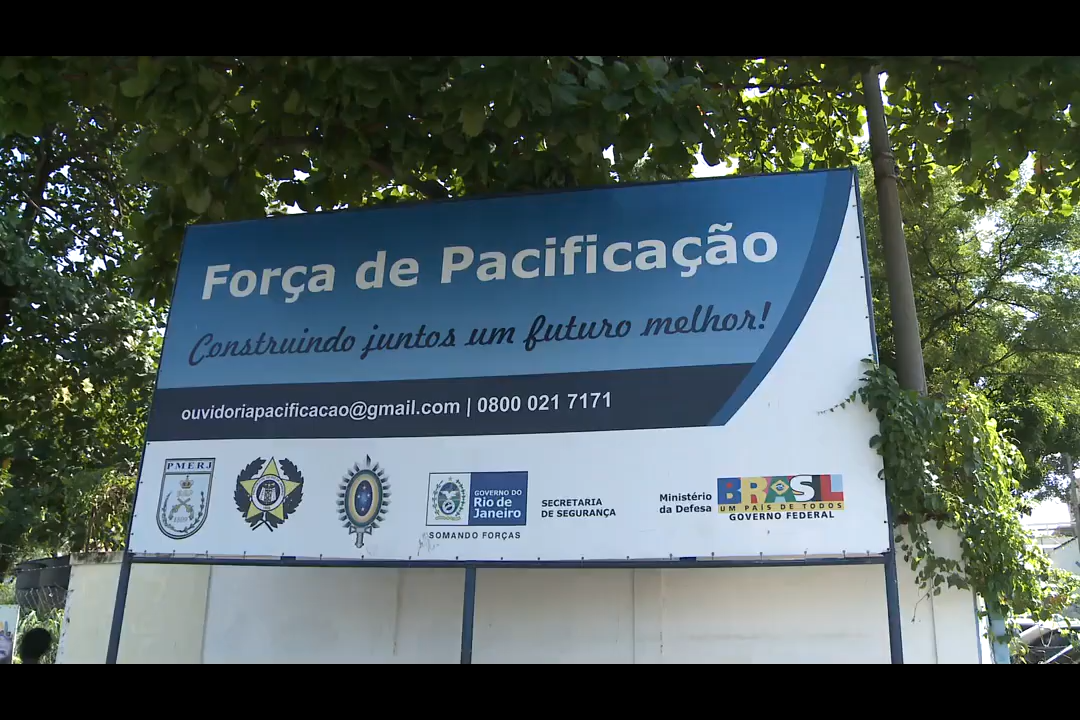 Força de Pacificação
Construindo juntos um futuro melhor!
ouvidoriapacificacao@gmail.com | 0800 021 7171
PMERJ
GOVERNO DO
Rio de
Janeiro
SOMANDO FORÇAS
SECRETARIA
DE SEGURANÇA
Ministério
da Defesa
BRASIL
UM PAÍS DE TODOS
GOVERNO FEDERAL